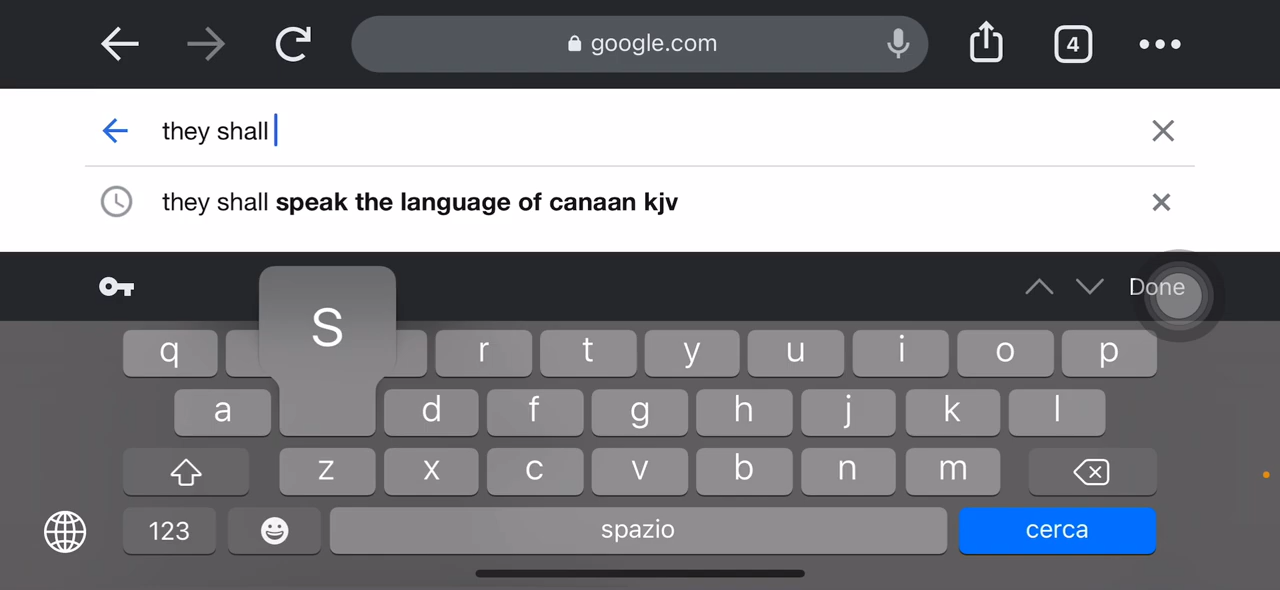 google.com
4
they shall
they shall speak the language of canaan kjv
Done
S
q r t y u i o p
a d f g h j k l
z x c v b n m
123 spazio cerca